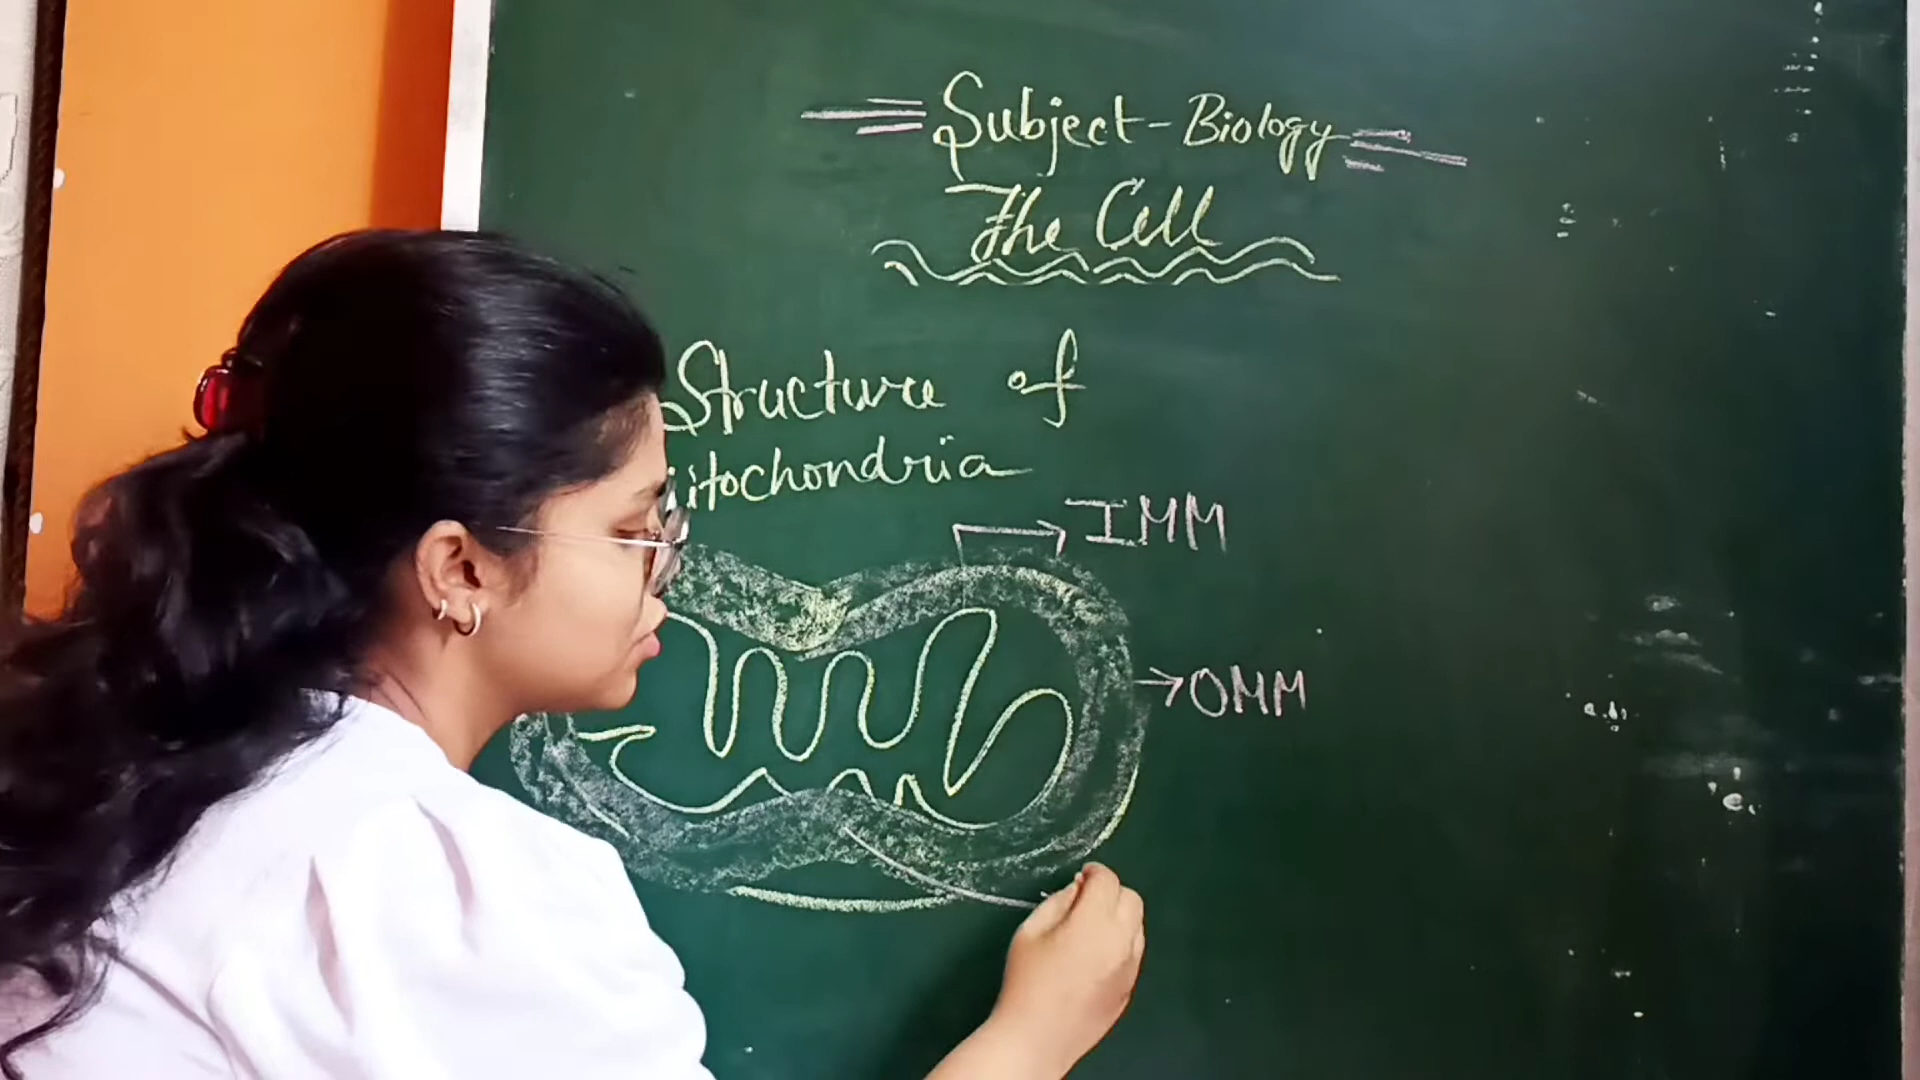 Subject - Biology
The Cell
Structure of
itochondria
IMM
OMM